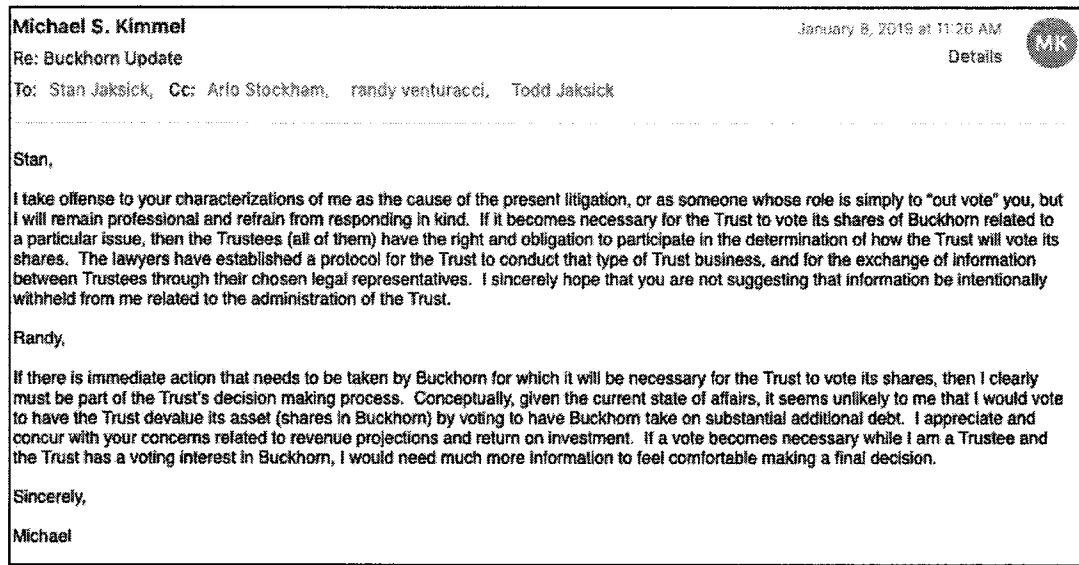 Michael S. Kimmel
January 8, 2019 at 11:26 AM
MK
Re: Buckhorn Update
Details
To: Stan Jaksick, Cc: Arlo Stockham, randy venturacci, Todd Jaksick
Stan,
I take offense to your characterizations of me as the cause of the present litigation, or as someone whose role is simply to "out vote" you, but
I will remain professional and refrain from responding in kind. If it becomes necessary for the Trust to vote its shares of Buckhorn related to
a particular issue, then the Trustees (all of them) have the right and obligation to participate in the determination of how the Trust will vote its
shares. The lawyers have established a protocol for the Trust to conduct that type of Trust business, and for the exchange of information
between Trustees through their chosen legal representatives. I sincerely hope that you are not suggesting that information be intentionally
withheld from me related to the administration of the Trust.
Randy,
If there is immediate action that needs to be taken by Buckhorn for which it will be necessary for the Trust to vote its shares, then I clearly
must be part of the Trust's decision making process. Conceptually, given the current state of affairs, it seems unlikely to me that I would vote
to have the Trust devalue its asset (shares in Buckhorn) by voting to have Buckhorn take on substantial additional debt. I appreciate and
concur with your concerns related to revenue projections and return on investment. If a vote becomes necessary while I am a Trustee and
the Trust has a voting interest in Buckhorn, I would need much more information to feel comfortable making a final decision.
Sincerely,
Michael